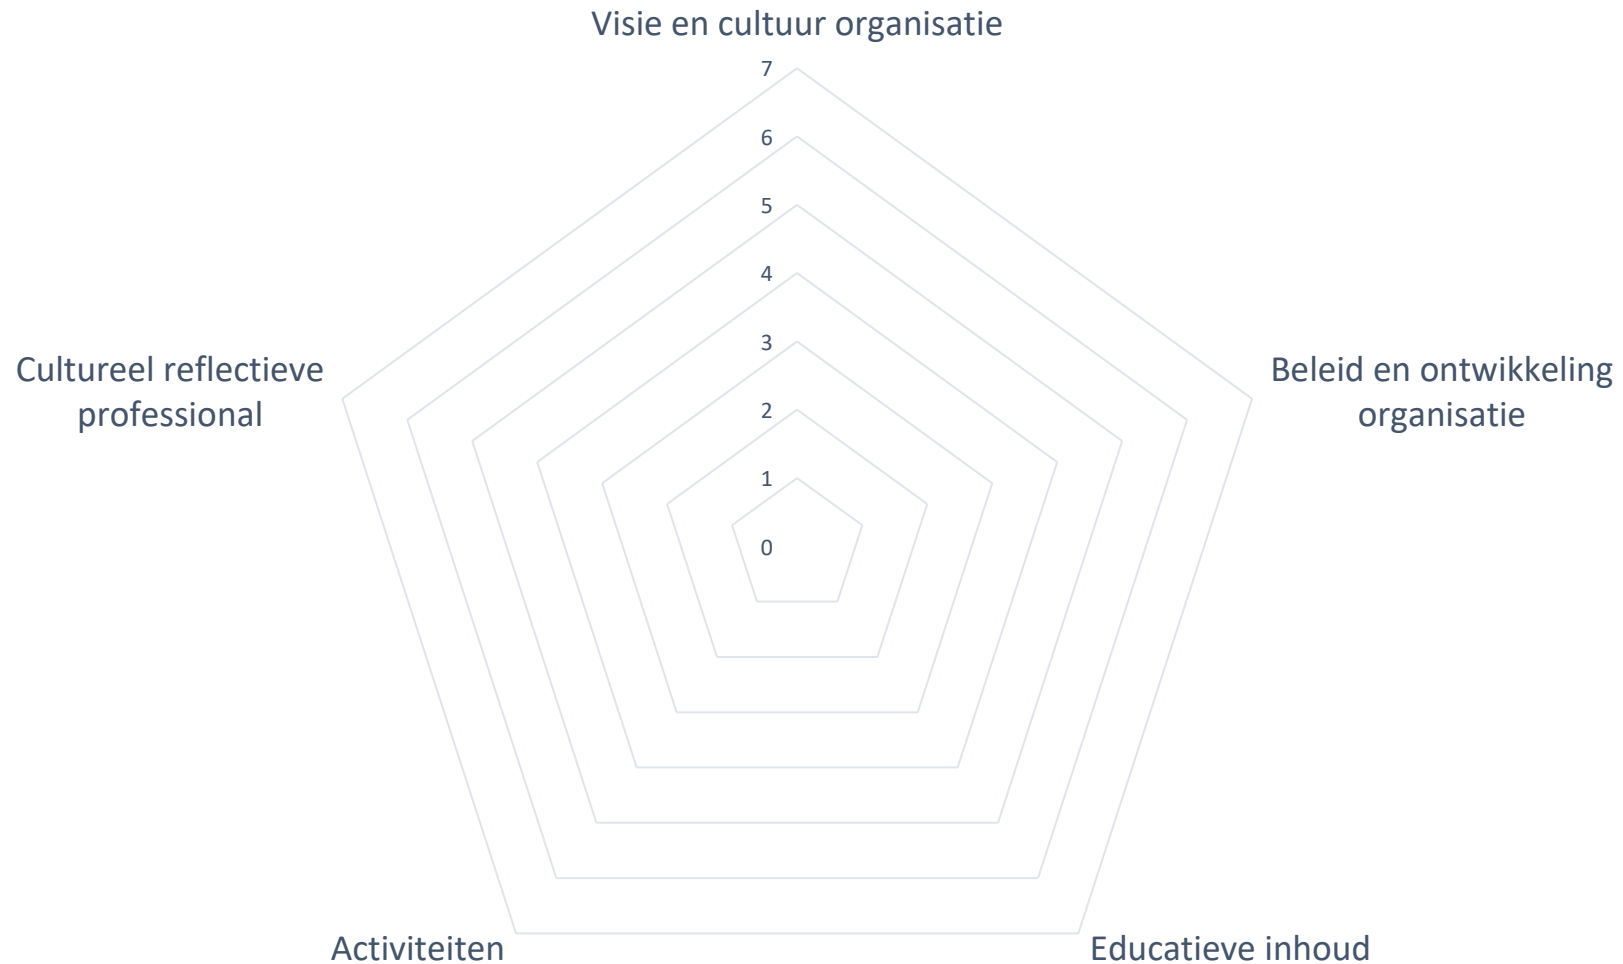 Visie en cultuur organisatie
7
6
5
4
3
2
1
0
Beleid en ontwikkeling
organisatie
Educatieve inhoud
Activiteiten
Cultureel reflectieve
professional